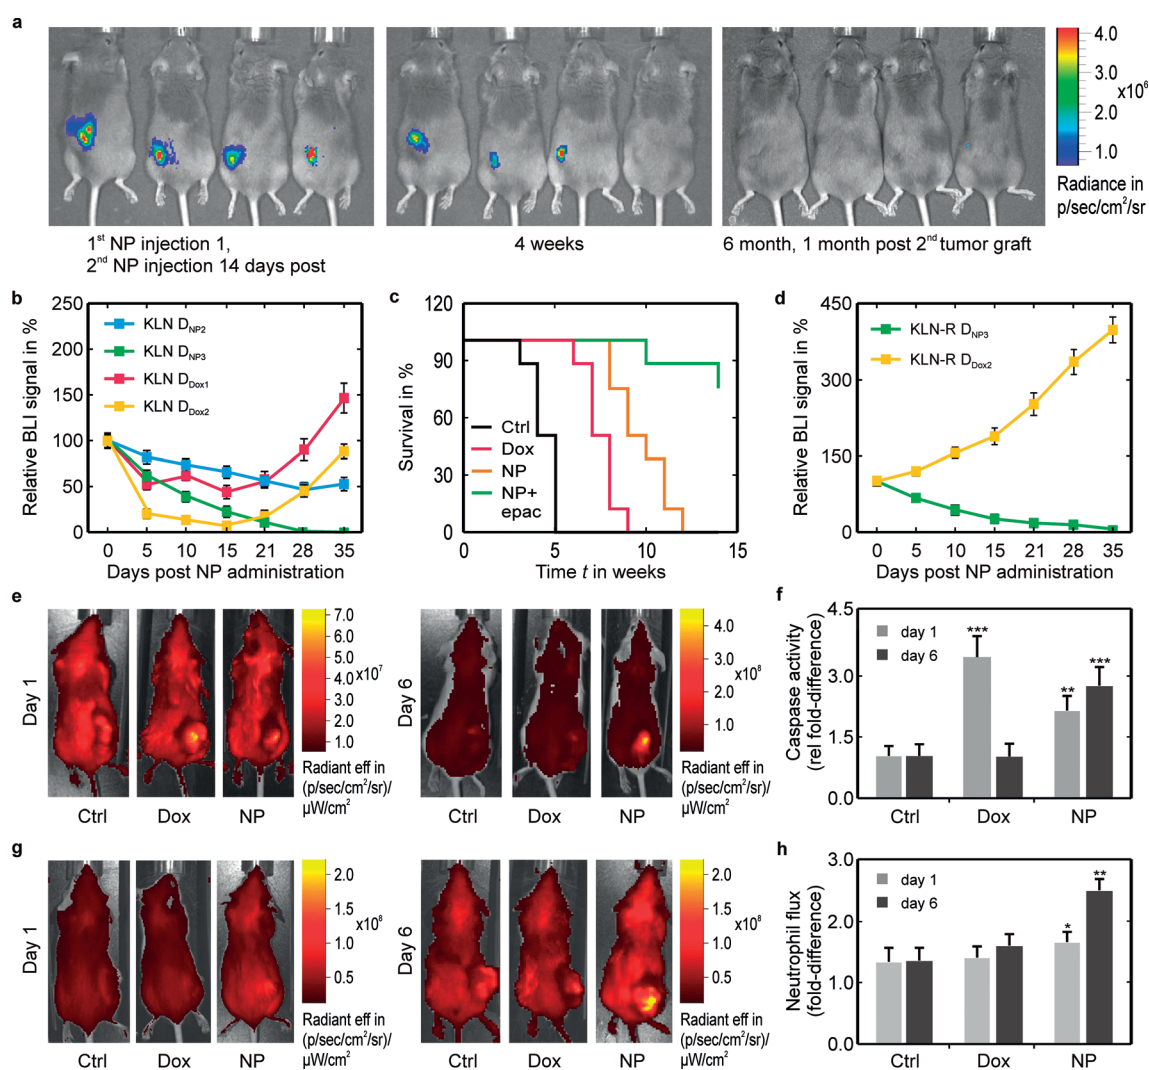 a
4.0
3.0
x10⁶
2.0
1.0
Radiance in
p/sec/cm²/sr
1ˢᵗ NP injection 1,
2ⁿᵈ NP injection 14 days post
4 weeks
6 month, 1 month post 2ⁿᵈ tumor graft
b
250
200
150
100
50
0
Relative BLI signal in %
KLN D_NP2
KLN D_NP3
KLN D_Dox1
KLN D_Dox2
0 5 10 15 21 28 35
Days post NP administration
c
120
90
60
30
0
Survival in %
Ctrl
Dox
NP
NP+
epac
0 5 10 15
Time t in weeks
d
450
300
150
0
Relative BLI signal in %
KLN-R D_NP3
KLN-R D_Dox2
0 5 10 15 21 28 35
Days post NP administration
e
Day 1
Ctrl Dox NP
7.0
6.0
5.0
4.0
3.0
2.0
1.0
x10⁷
Radiant eff in
(p/sec/cm²/sr)/
µW/cm²
Day 6
Ctrl Dox NP
4.0
3.0
2.0
1.0
x10⁸
Radiant eff in
(p/sec/cm²/sr)/
µW/cm²
f
4.5
3.0
1.5
0.0
Caspase activity
(rel fold-difference)
day 1
day 6
***
**
***
Ctrl Dox NP
g
Day 1
Ctrl Dox NP
2.0
1.5
1.0
0.5
x10⁸
Radiant eff in
(p/sec/cm²/sr)/
µW/cm²
Day 6
Ctrl Dox NP
2.0
1.5
1.0
0.5
x10⁸
Radiant eff in
(p/sec/cm²/sr)/
µW/cm²
h
3.0
2.0
1.0
0.0
Neutrophil flux
(fold-difference)
day 1
day 6
*
**
Ctrl Dox NP